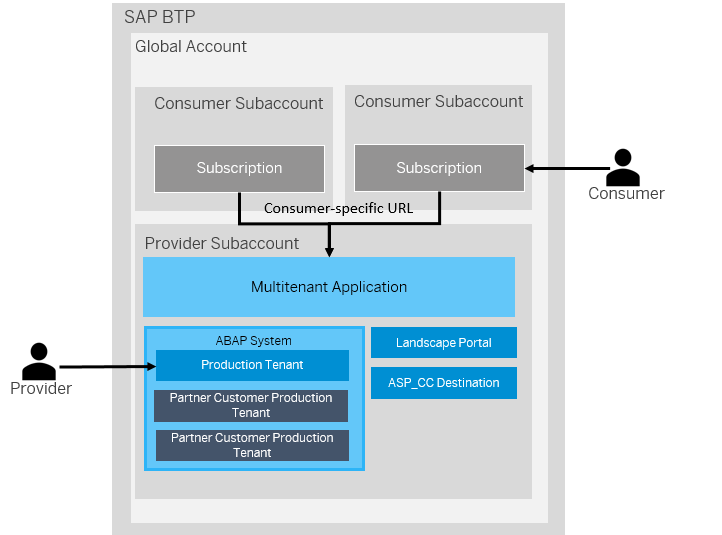 SAP BTP
Global Account
Consumer Subaccount
Consumer Subaccount
Subscription
Subscription
Consumer
Consumer-specific URL
Provider Subaccount
Multitenant Application
ABAP System
Production Tenant
Partner Customer Production
Tenant
Partner Customer Production
Tenant
Landscape Portal
ASP_CC Destination
Provider